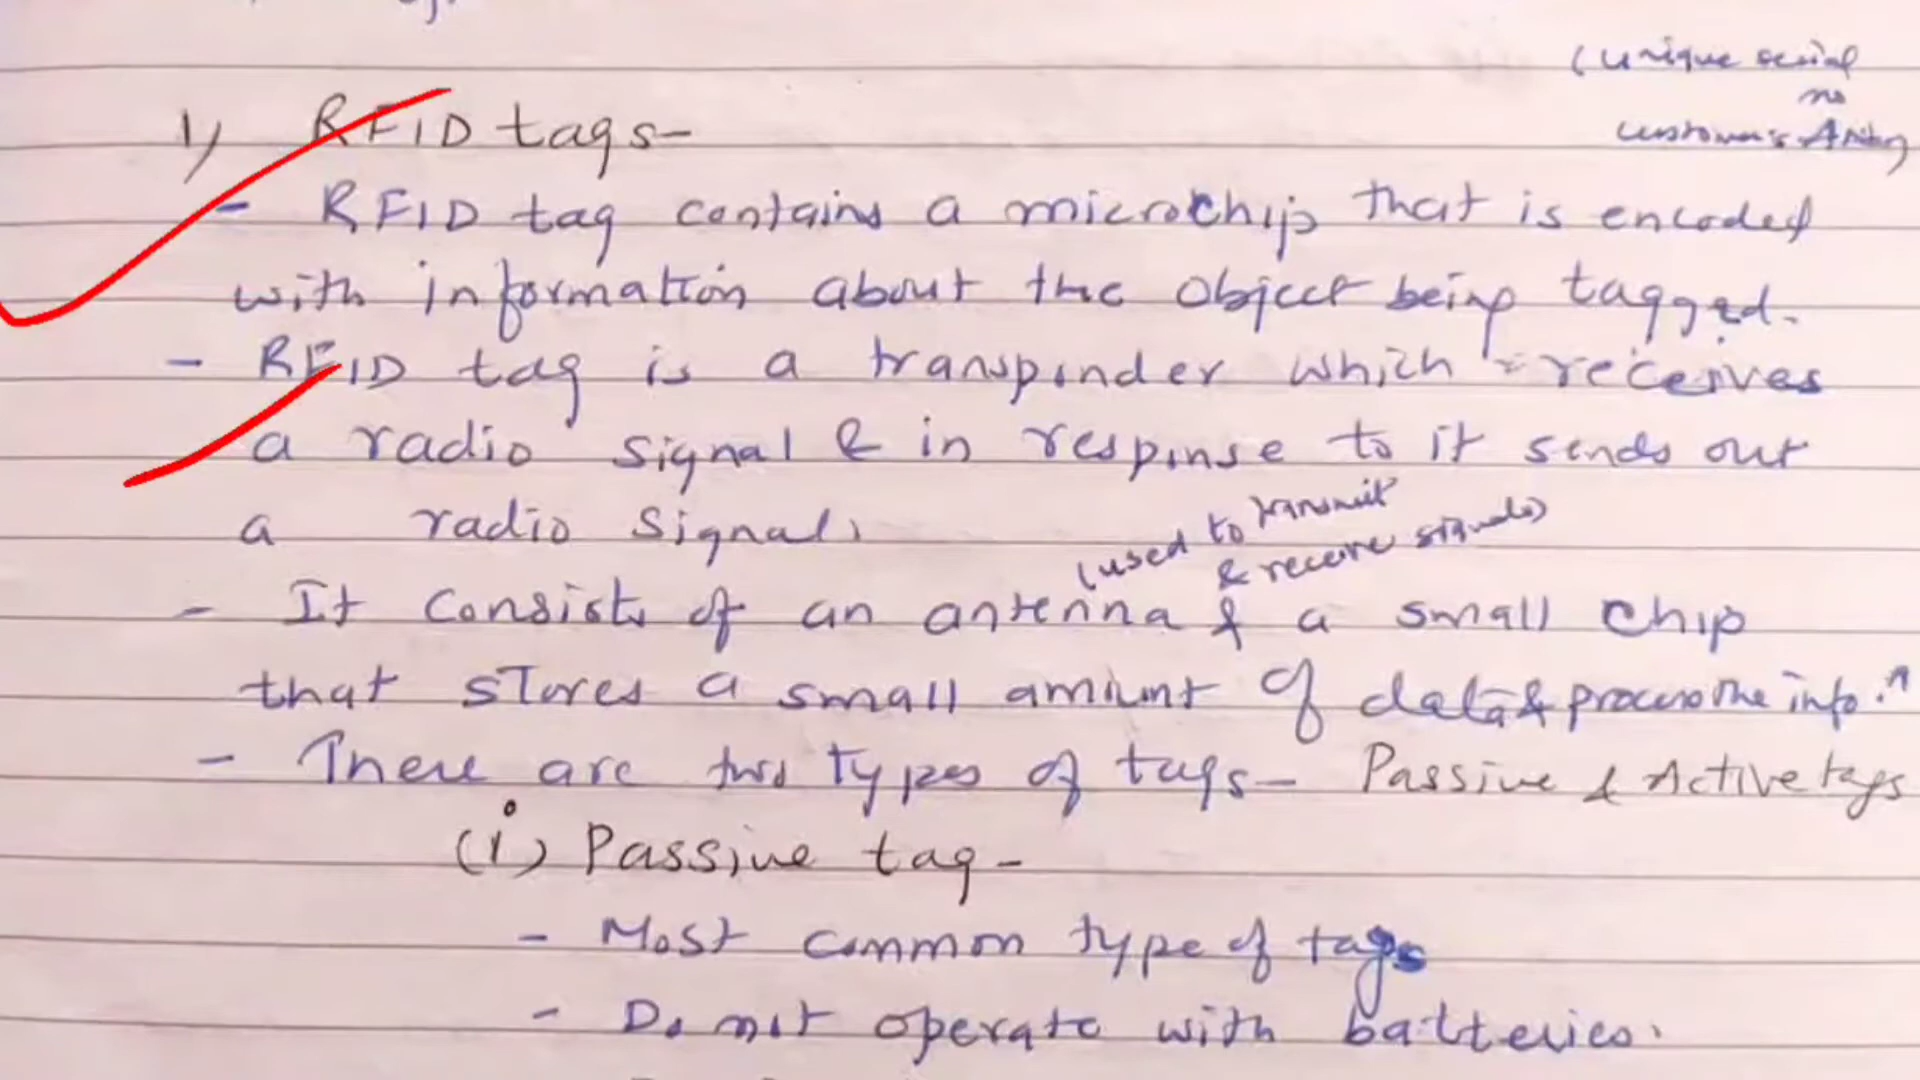 (unique serial
no
customer's
1) RFID tags-
- RFID tag contains a microchip that is encoded
with information about the object being tagged.
- RFID tag is a transponder which receives
a radio signal & in response to it sends out
a radio signal.
(used to transmit
& receive signals)
- It consists of an antenna & a small chip
that stores a small amount of data & process the info.n
- There are two types of tags- Passive & Active tags
(i) Passive tag-
- Most common type of tags
- Do not operate with batteries.